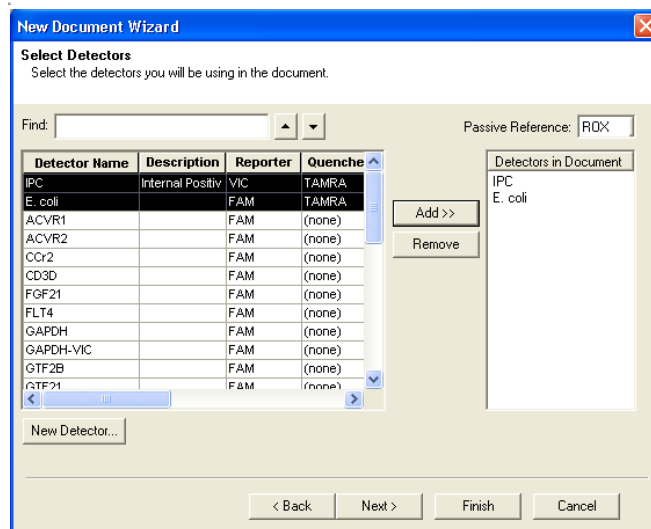 New Document Wizard
Select Detectors
Select the detectors you will be using in the document.
Find:
Passive Reference: ROX
Detector Name Description Reporter Quenche
IPC Internal Positiv VIC TAMRA
E. coli FAM TAMRA
ACVR1 FAM (none)
ACVR2 FAM (none)
CCr2 FAM (none)
CD3D FAM (none)
FGF21 FAM (none)
FLT4 FAM (none)
GAPDH FAM (none)
GAPDH-VIC FAM (none)
GTF2B FAM (none)
GTF21 FAM (none)
Add >>
Remove
Detectors in Document
IPC
E. coli
New Detector...
< Back Next > Finish Cancel